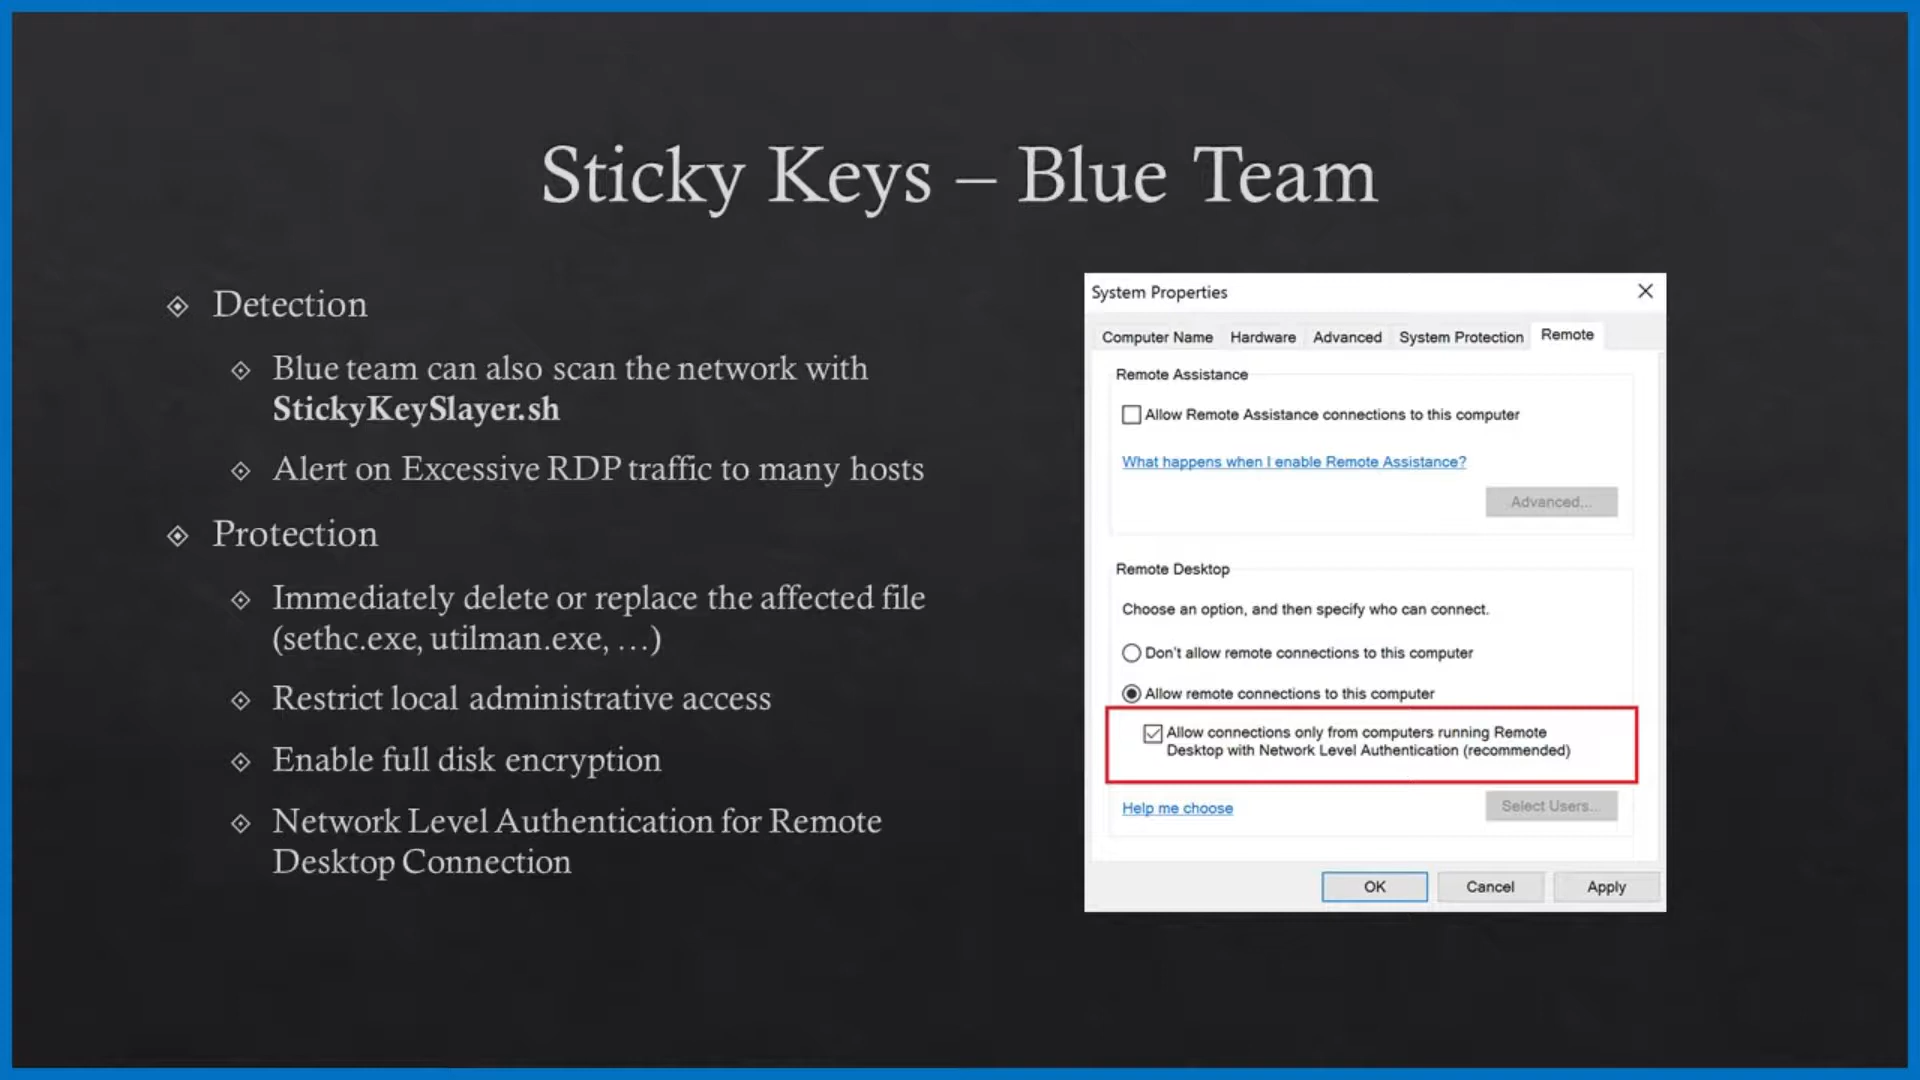 Sticky Keys – Blue Team
Detection
Blue team can also scan the network with
StickyKeySlayer.sh
Alert on Excessive RDP traffic to many hosts
Protection
Immediately delete or replace the affected file
(sethc.exe, utilman.exe, …)
Restrict local administrative access
Enable full disk encryption
Network Level Authentication for Remote
Desktop Connection
System Properties
Computer Name Hardware Advanced System Protection Remote
Remote Assistance
Allow Remote Assistance connections to this computer
What happens when I enable Remote Assistance?
Advanced...
Remote Desktop
Choose an option, and then specify who can connect.
Don't allow remote connections to this computer
Allow remote connections to this computer
Allow connections only from computers running Remote
Desktop with Network Level Authentication (recommended)
Help me choose
Select Users...
OK Cancel Apply